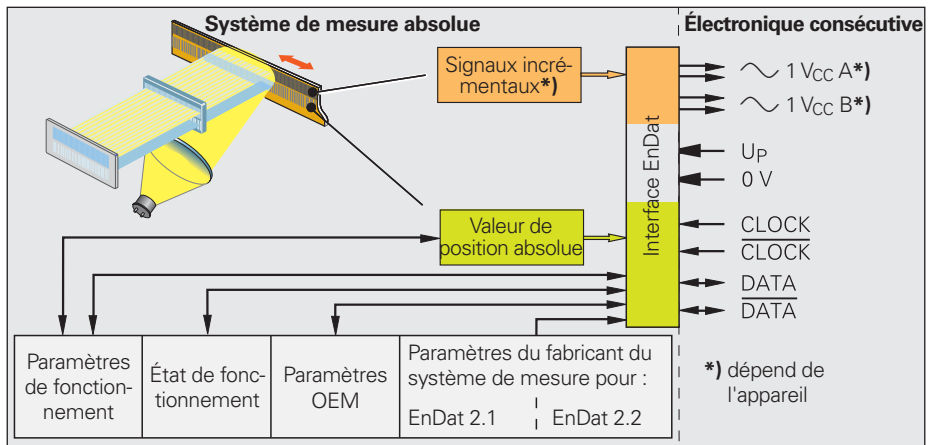 Système de mesure absolue
Électronique consécutive
Signaux incré-
mentaux*)
1 VCC A*)
1 VCC B*)
UP
0 V
Interface EnDat
Valeur de
position absolue
CLOCK
CLOCK
DATA
DATA
Paramètres
de fonction-
nement
État de fonc-
tionnement
Paramètres
OEM
Paramètres du fabricant du
système de mesure pour :
EnDat 2.1
EnDat 2.2
*) dépend de
l'appareil